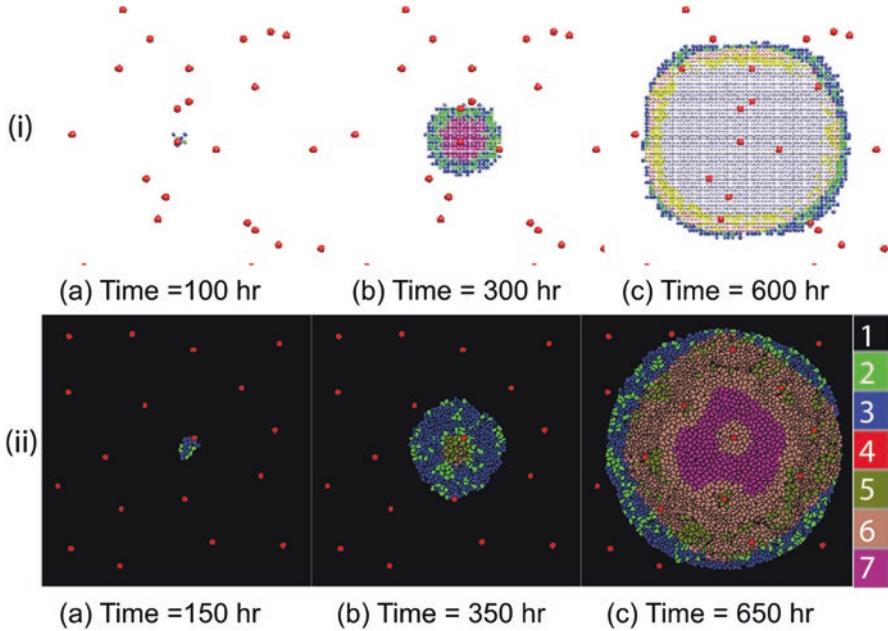 (i)
(a) Time =100 hr
(b) Time = 300 hr
(c) Time = 600 hr
(ii)
1
2
3
4
5
6
7
(a) Time =150 hr
(b) Time = 350 hr
(c) Time = 650 hr